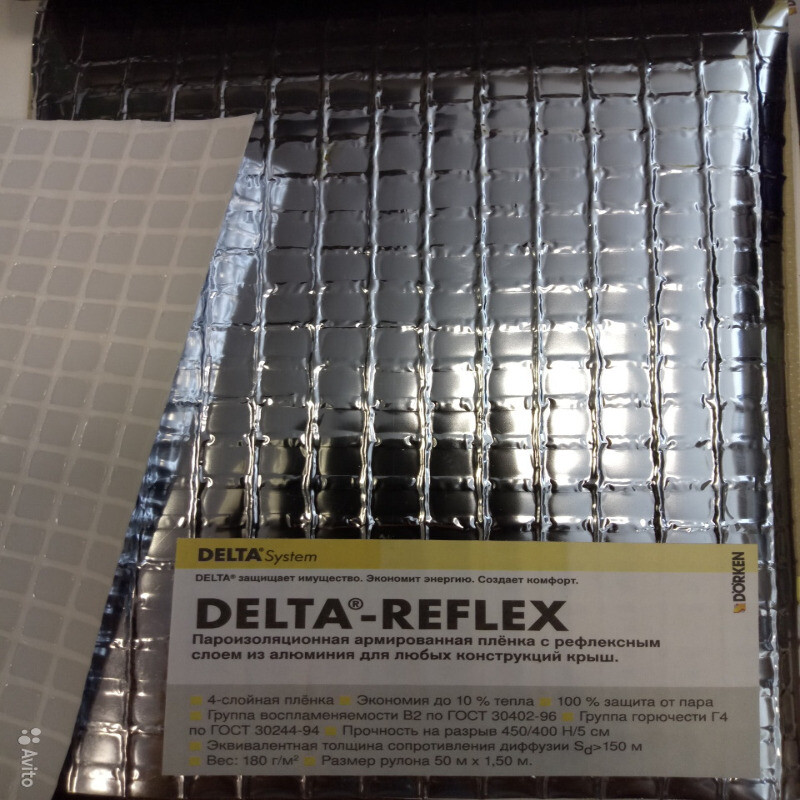 DELTA® System
DELTA® защищает имущество. Экономит энергию. Создает комфорт.
DELTA®-REFLEX
Пароизоляционная армированная плёнка с рефлексным
слоем из алюминия для любых конструкций крыш.
4-слойная плёнка Экономия до 10 % тепла 100 % защита от пара
Группа воспламеняемости В2 по ГОСТ 30402-96 Группа горючести Г4
по ГОСТ 30244-94 Прочность на разрыв 450/400 Н/5 см
Эквивалентная толщина сопротивления диффузии Sd>150 м
Вес: 180 г/м² Размер рулона 50 м х 1,50 м.
DÖRKEN
Avito